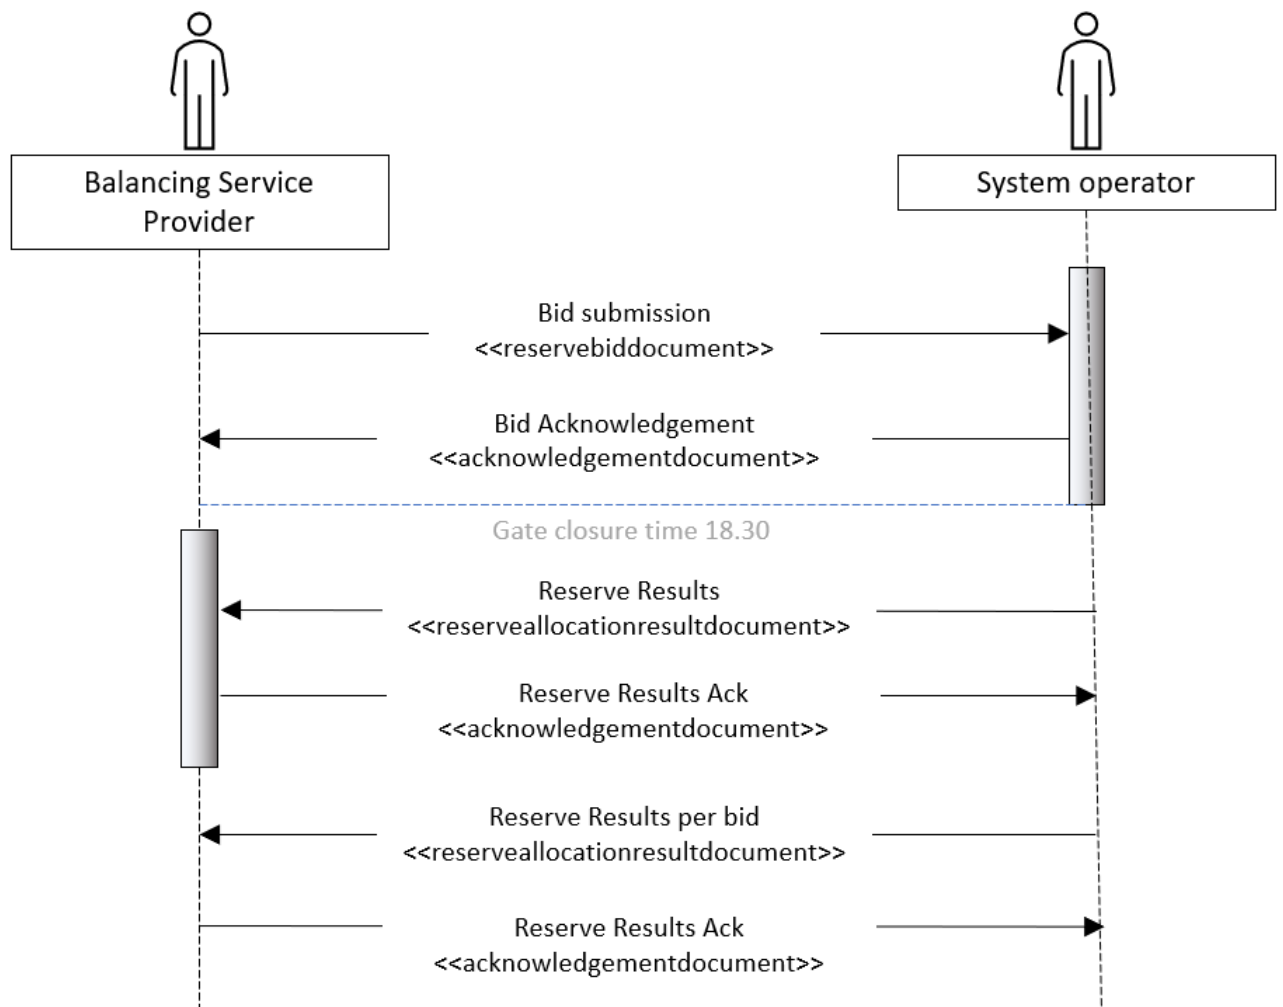 Balancing Service
Provider
System operator
Bid submission
<<reservebiddocument>>
Bid Acknowledgement
<<acknowledgementdocument>>
Gate closure time 18.30
Reserve Results
<<reserveallocationresultdocument>>
Reserve Results Ack
<<acknowledgementdocument>>
Reserve Results per bid
<<reserveallocationresultdocument>>
Reserve Results Ack
<<acknowledgementdocument>>